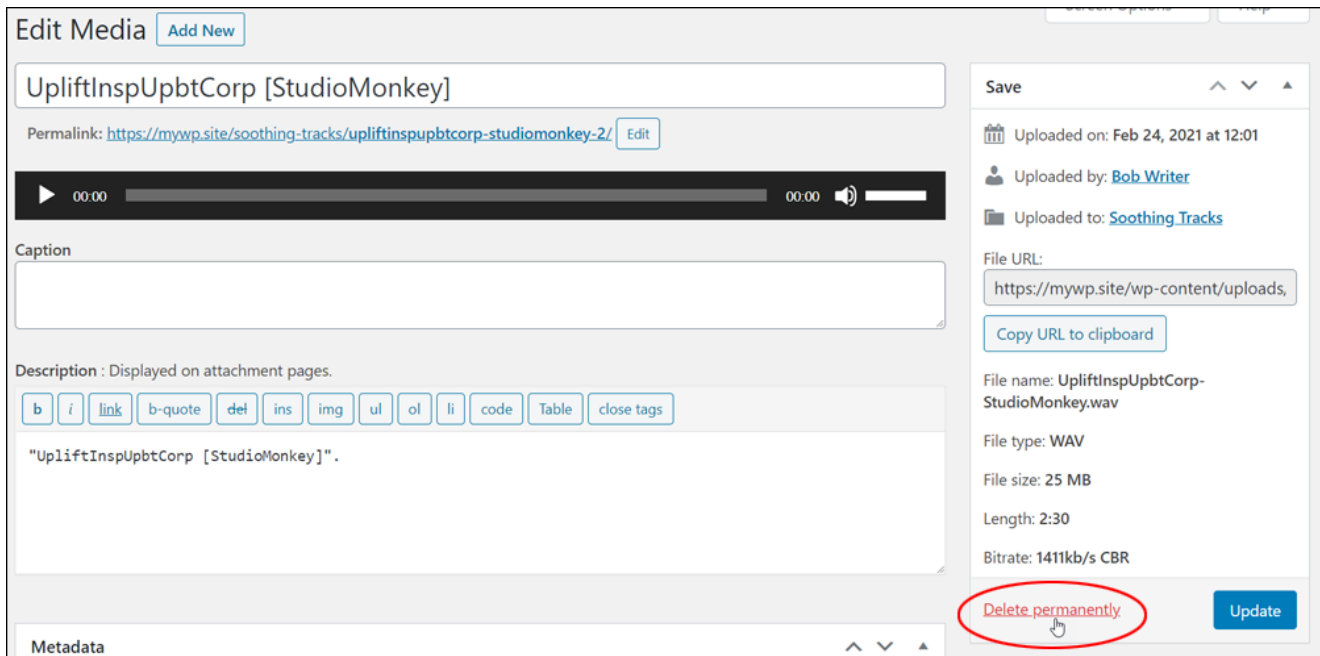 Edit Media
Add New
UpliftInspUpbtCorp [StudioMonkey]
Permalink: https://mywp.site/soothing-tracks/upliftinspupbtcorp-studiomonkey-2/ Edit
00:00 00:00
Caption
Description : Displayed on attachment pages.
b i link b-quote del ins img ul ol li code Table close tags
"UpliftInspUpbtCorp [StudioMonkey]".
Metadata
Screen Options
Help
Save
Uploaded on: Feb 24, 2021 at 12:01
Uploaded by: Bob Writer
Uploaded to: Soothing Tracks
File URL:
https://mywp.site/wp-content/uploads,
Copy URL to clipboard
File name: UpliftInspUpbtCorp-
StudioMonkey.wav
File type: WAV
File size: 25 MB
Length: 2:30
Bitrate: 1411kb/s CBR
Delete permanently
Update